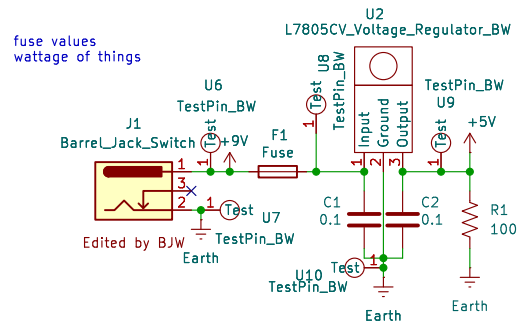 U2
L7805CV_Voltage_Regulator_BW
fuse values
wattage of things
U6
TestPin_BW
U8
TestPin_BW
Test
1
Input
Ground
Output
1
2
3
TestPin_BW
U9
Test
1
+5V
J1
Barrel_Jack_Switch
Test
1
+9V
F1
Fuse
1
3
2
1
Test
U7
TestPin_BW
Edited by BJW
Earth
C1
0.1
C2
0.1
R1
100
U10
Test
1
TestPin_BW
Earth
Earth